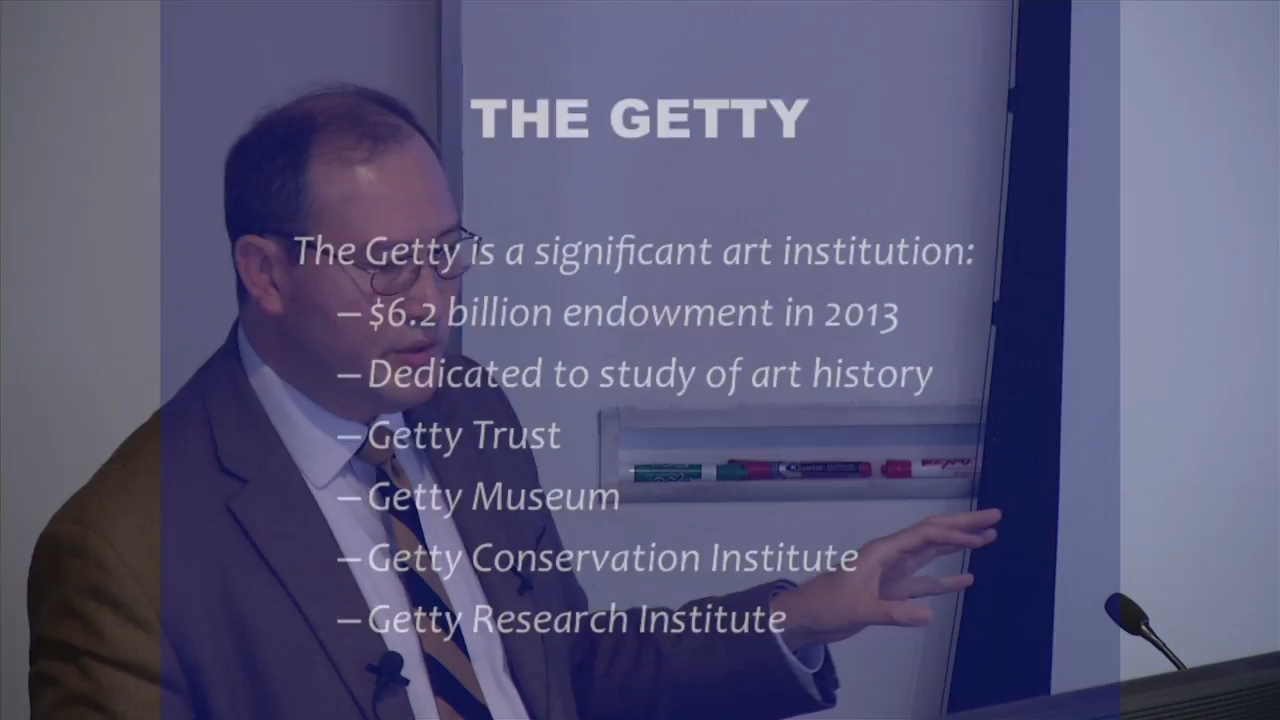 THE GETTY
The Getty is a significant art institution:
– $6.2 billion endowment in 2013
– Dedicated to study of art history
– Getty Trust
– Getty Museum
– Getty Conservation Institute
– Getty Research Institute